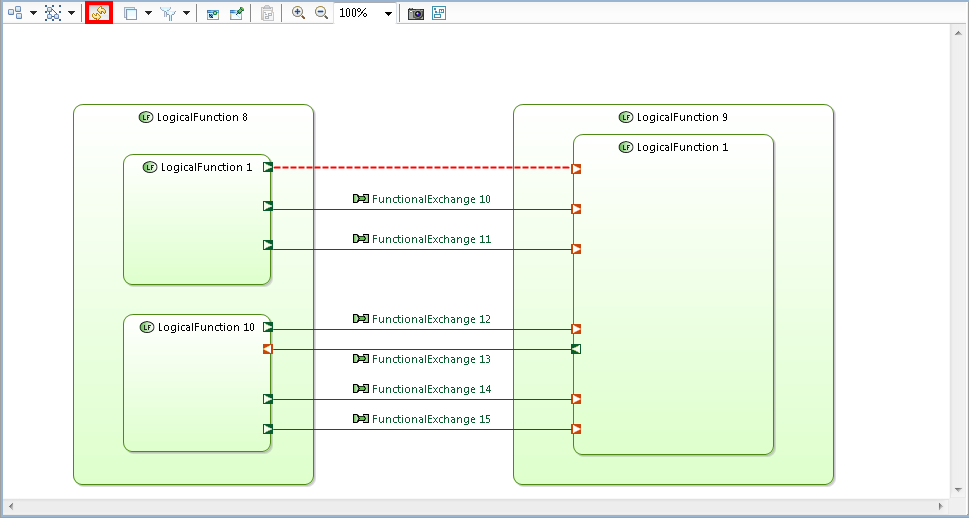 100%
LF LogicalFunction 8
LF LogicalFunction 9
LF LogicalFunction 1
LF LogicalFunction 1
FunctionalExchange 10
FunctionalExchange 11
FunctionalExchange 12
LF LogicalFunction 10
FunctionalExchange 13
FunctionalExchange 14
FunctionalExchange 15